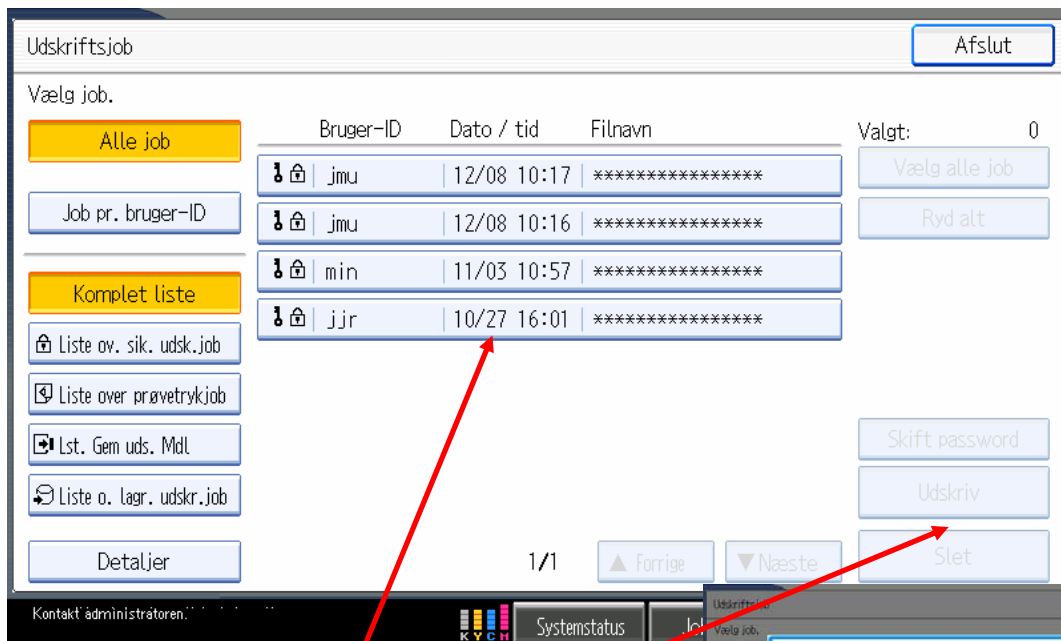 Udskriftsjob
Afslut
Vælg job.
Alle job
Job pr. bruger-ID
Komplet liste
Liste ov. sik. udsk.job
Liste over prøvetrykjob
Lst. Gem uds. Mdl
Liste o. lagr. udskr.job
Detaljer
Bruger-ID Dato / tid Filnavn
jmu 12/08 10:17 ****************
jmu 12/08 10:16 ****************
min 11/03 10:57 ****************
jjr 10/27 16:01 ****************
1/1 ▲ Forrige ▼ Næste
Valgt: 0
Vælg alle job
Ryd alt
Skift password
Udskriv
Slet
Kontakt administratoren.
K Y C M
Systemstatus
Udskriftsjob
Vælg job.